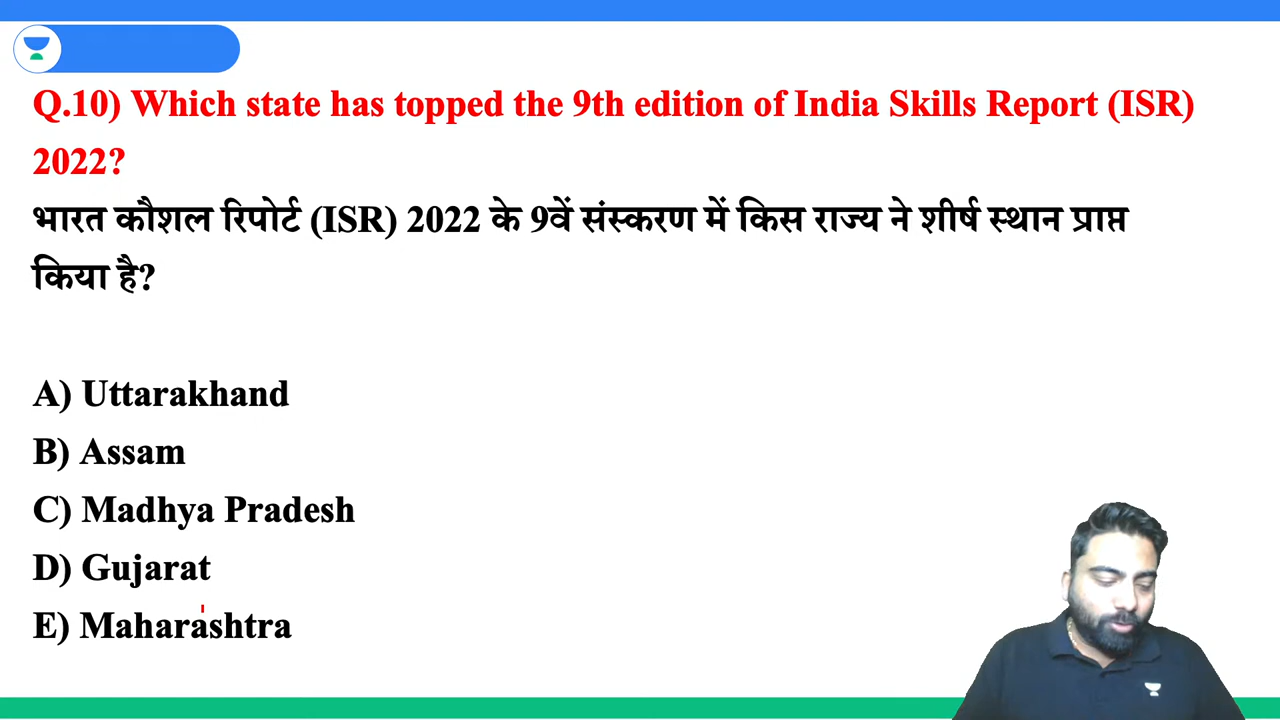 Q.10) Which state has topped the 9th edition of India Skills Report (ISR)
2022?
भारत कौशल रिपोर्ट (ISR) 2022 के 9वें संस्करण में किस राज्य ने शीर्ष स्थान प्राप्त
किया है?
A) Uttarakhand
B) Assam
C) Madhya Pradesh
D) Gujarat
E) Maharashtra